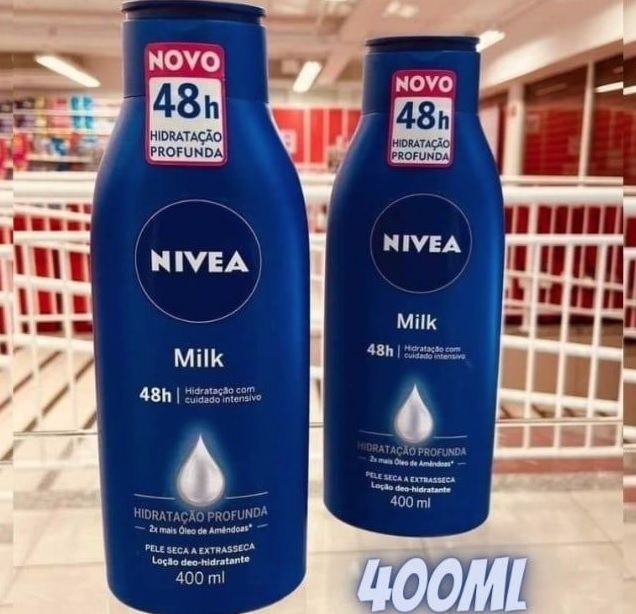 NOVO
48h
HIDRATAÇÃO
PROFUNDA
NIVEA
Milk
48h | Hidratação com
cuidado intensivo
HIDRATAÇÃO PROFUNDA
2x mais Óleo de Amêndoas*
PELE SECA A EXTRASSECA
Loção deo-hidratante
400 ml
NOVO
48h
HIDRATAÇÃO
PROFUNDA
NIVEA
Milk
48h | Hidratação com
cuidado intensivo
HIDRATAÇÃO PROFUNDA
2x mais Óleo de Amêndoas*
PELE SECA A EXTRASSECA
Loção deo-hidratante
400 ml
400ML